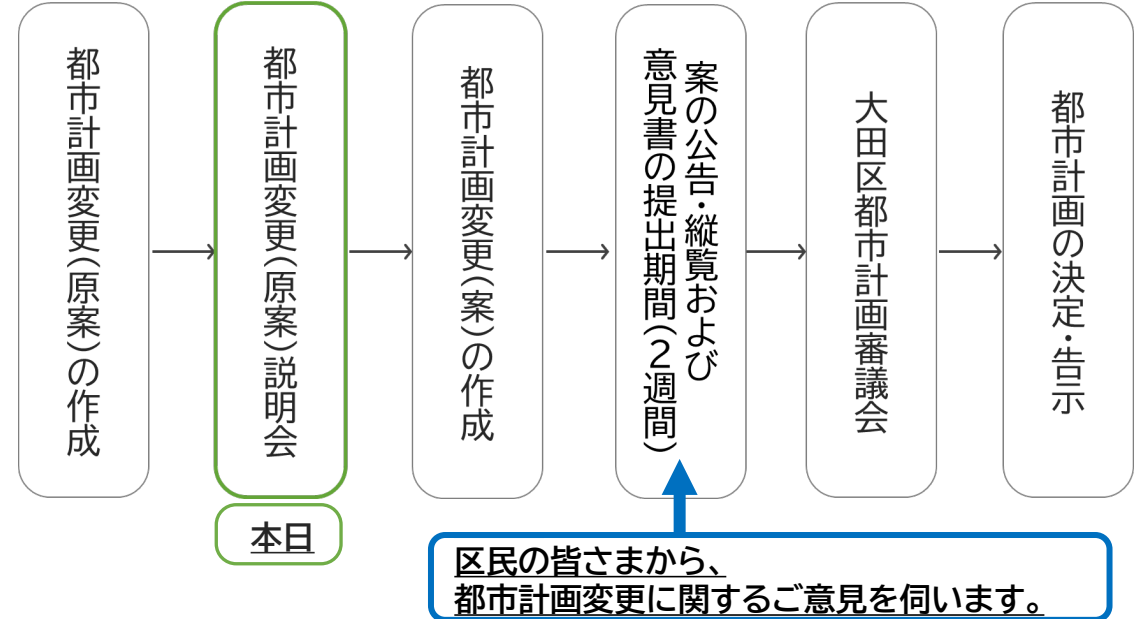 都市計画変更(原案)の作成
都市計画変更(原案)説明会
本日
都市計画変更(案)の作成
案の公告・縦覧および
意見書の提出期間(2週間)
区民の皆さまから、
都市計画変更に関するご意見を伺います。
大田区都市計画審議会
都市計画の決定・告示